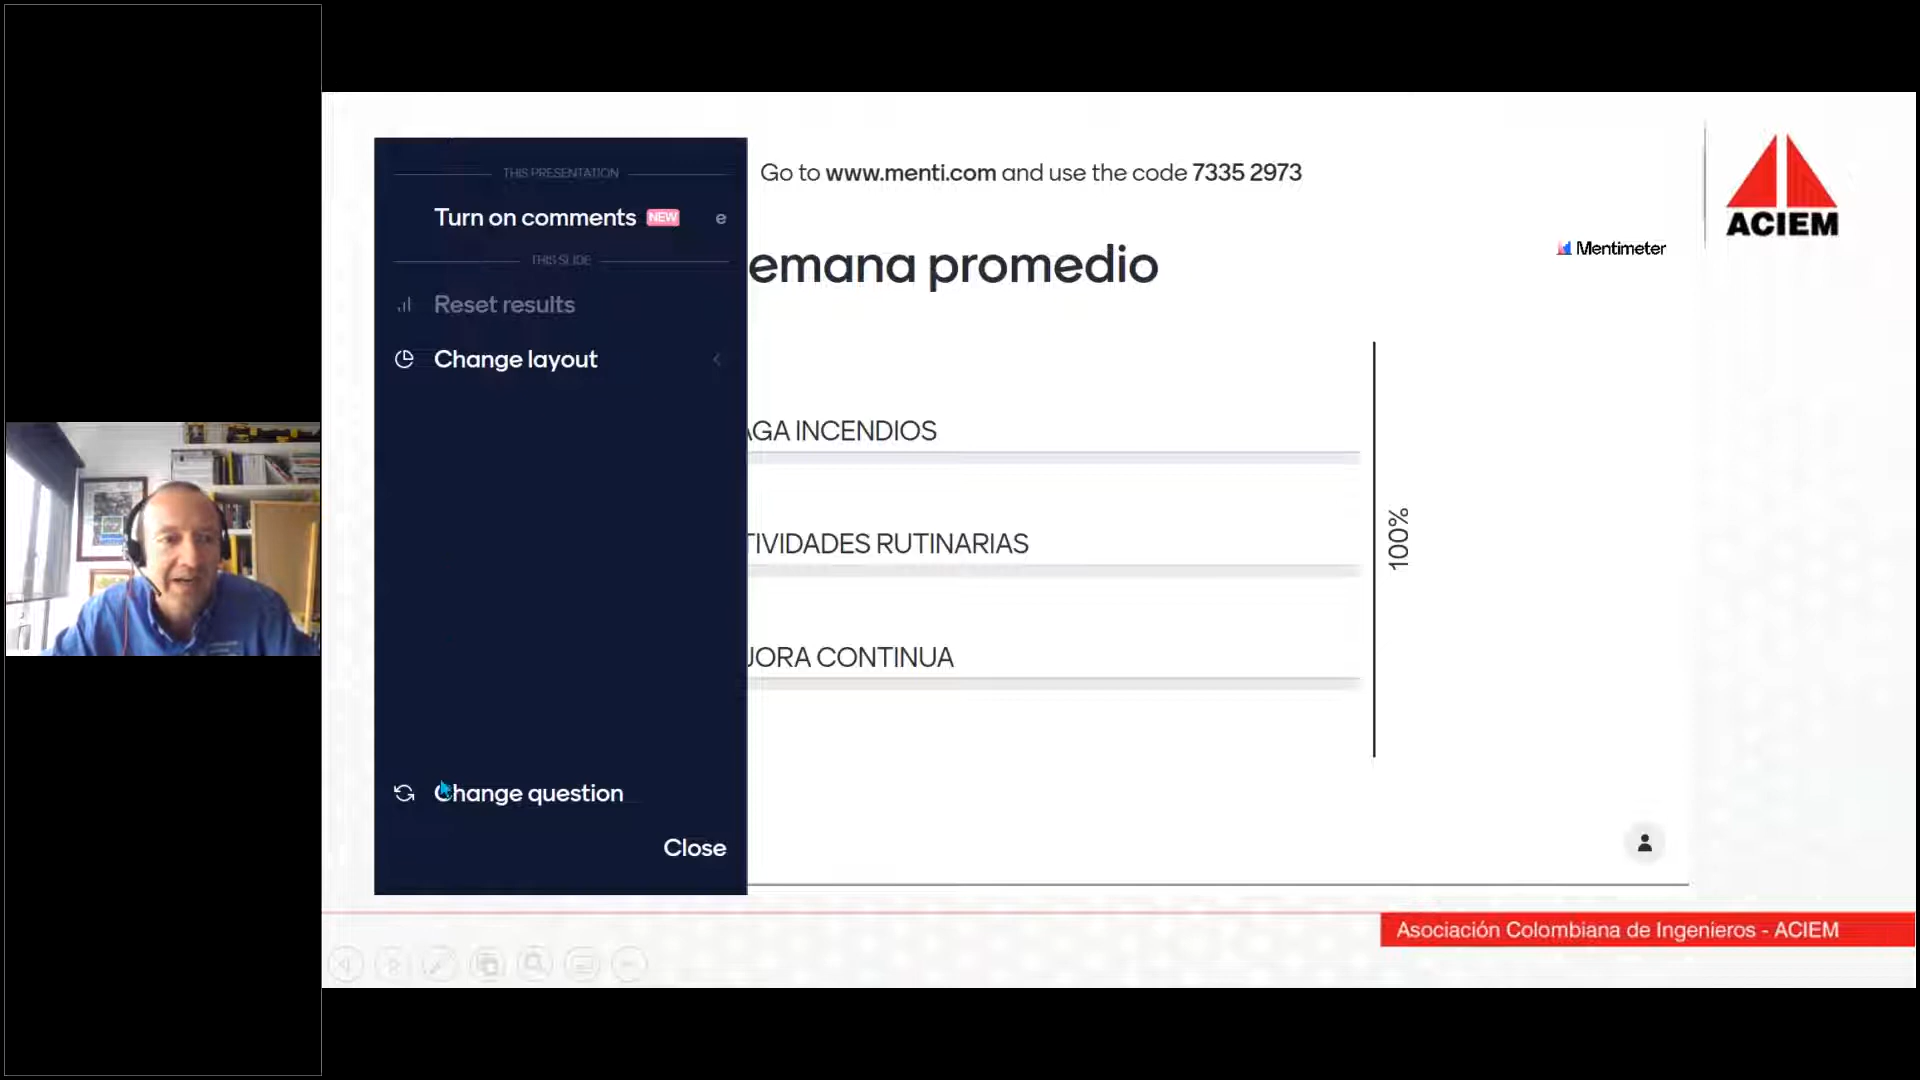 Go to www.menti.com and use the code 7335 2973
ACIEM
Mentimeter
THIS PRESENTATION
Turn on comments NEW e
THIS SLIDE
Reset results
Change layout
Change question
Close
emana promedio
AGA INCENDIOS
TIVIDADES RUTINARIAS
JORA CONTINUA
100%
Asociación Colombiana de Ingenieros - ACIEM